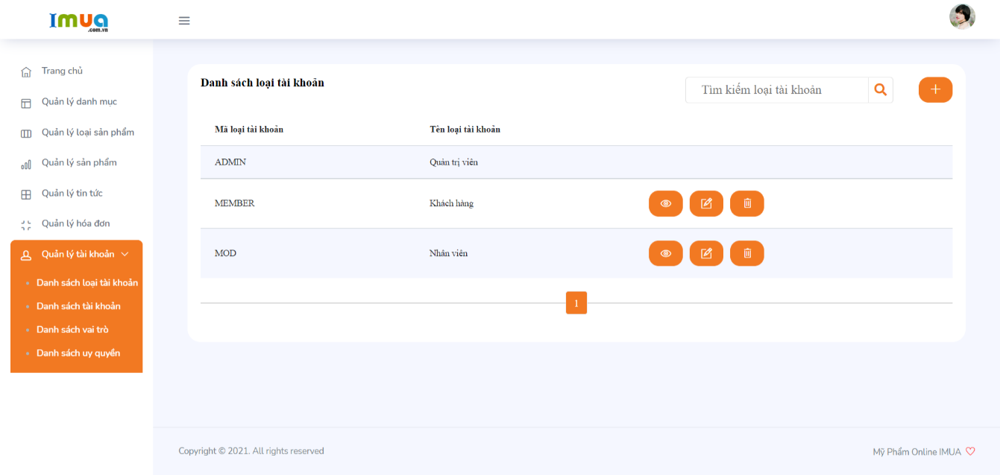 Imua
.com.vn
Trang chủ
Quản lý danh mục
Quản lý loại sản phẩm
Quản lý sản phẩm
Quản lý tin tức
Quản lý hóa đơn
Quản lý tài khoản
Danh sách loại tài khoản
Danh sách tài khoản
Danh sách vai trò
Danh sách uy quyền
Danh sách loại tài khoản
Tìm kiếm loại tài khoản
Mã loại tài khoản Tên loại tài khoản
ADMIN Quản trị viên
MEMBER Khách hàng
MOD Nhân viên
1
Copyright © 2021. All rights reserved
Mỹ Phẩm Online IMUA